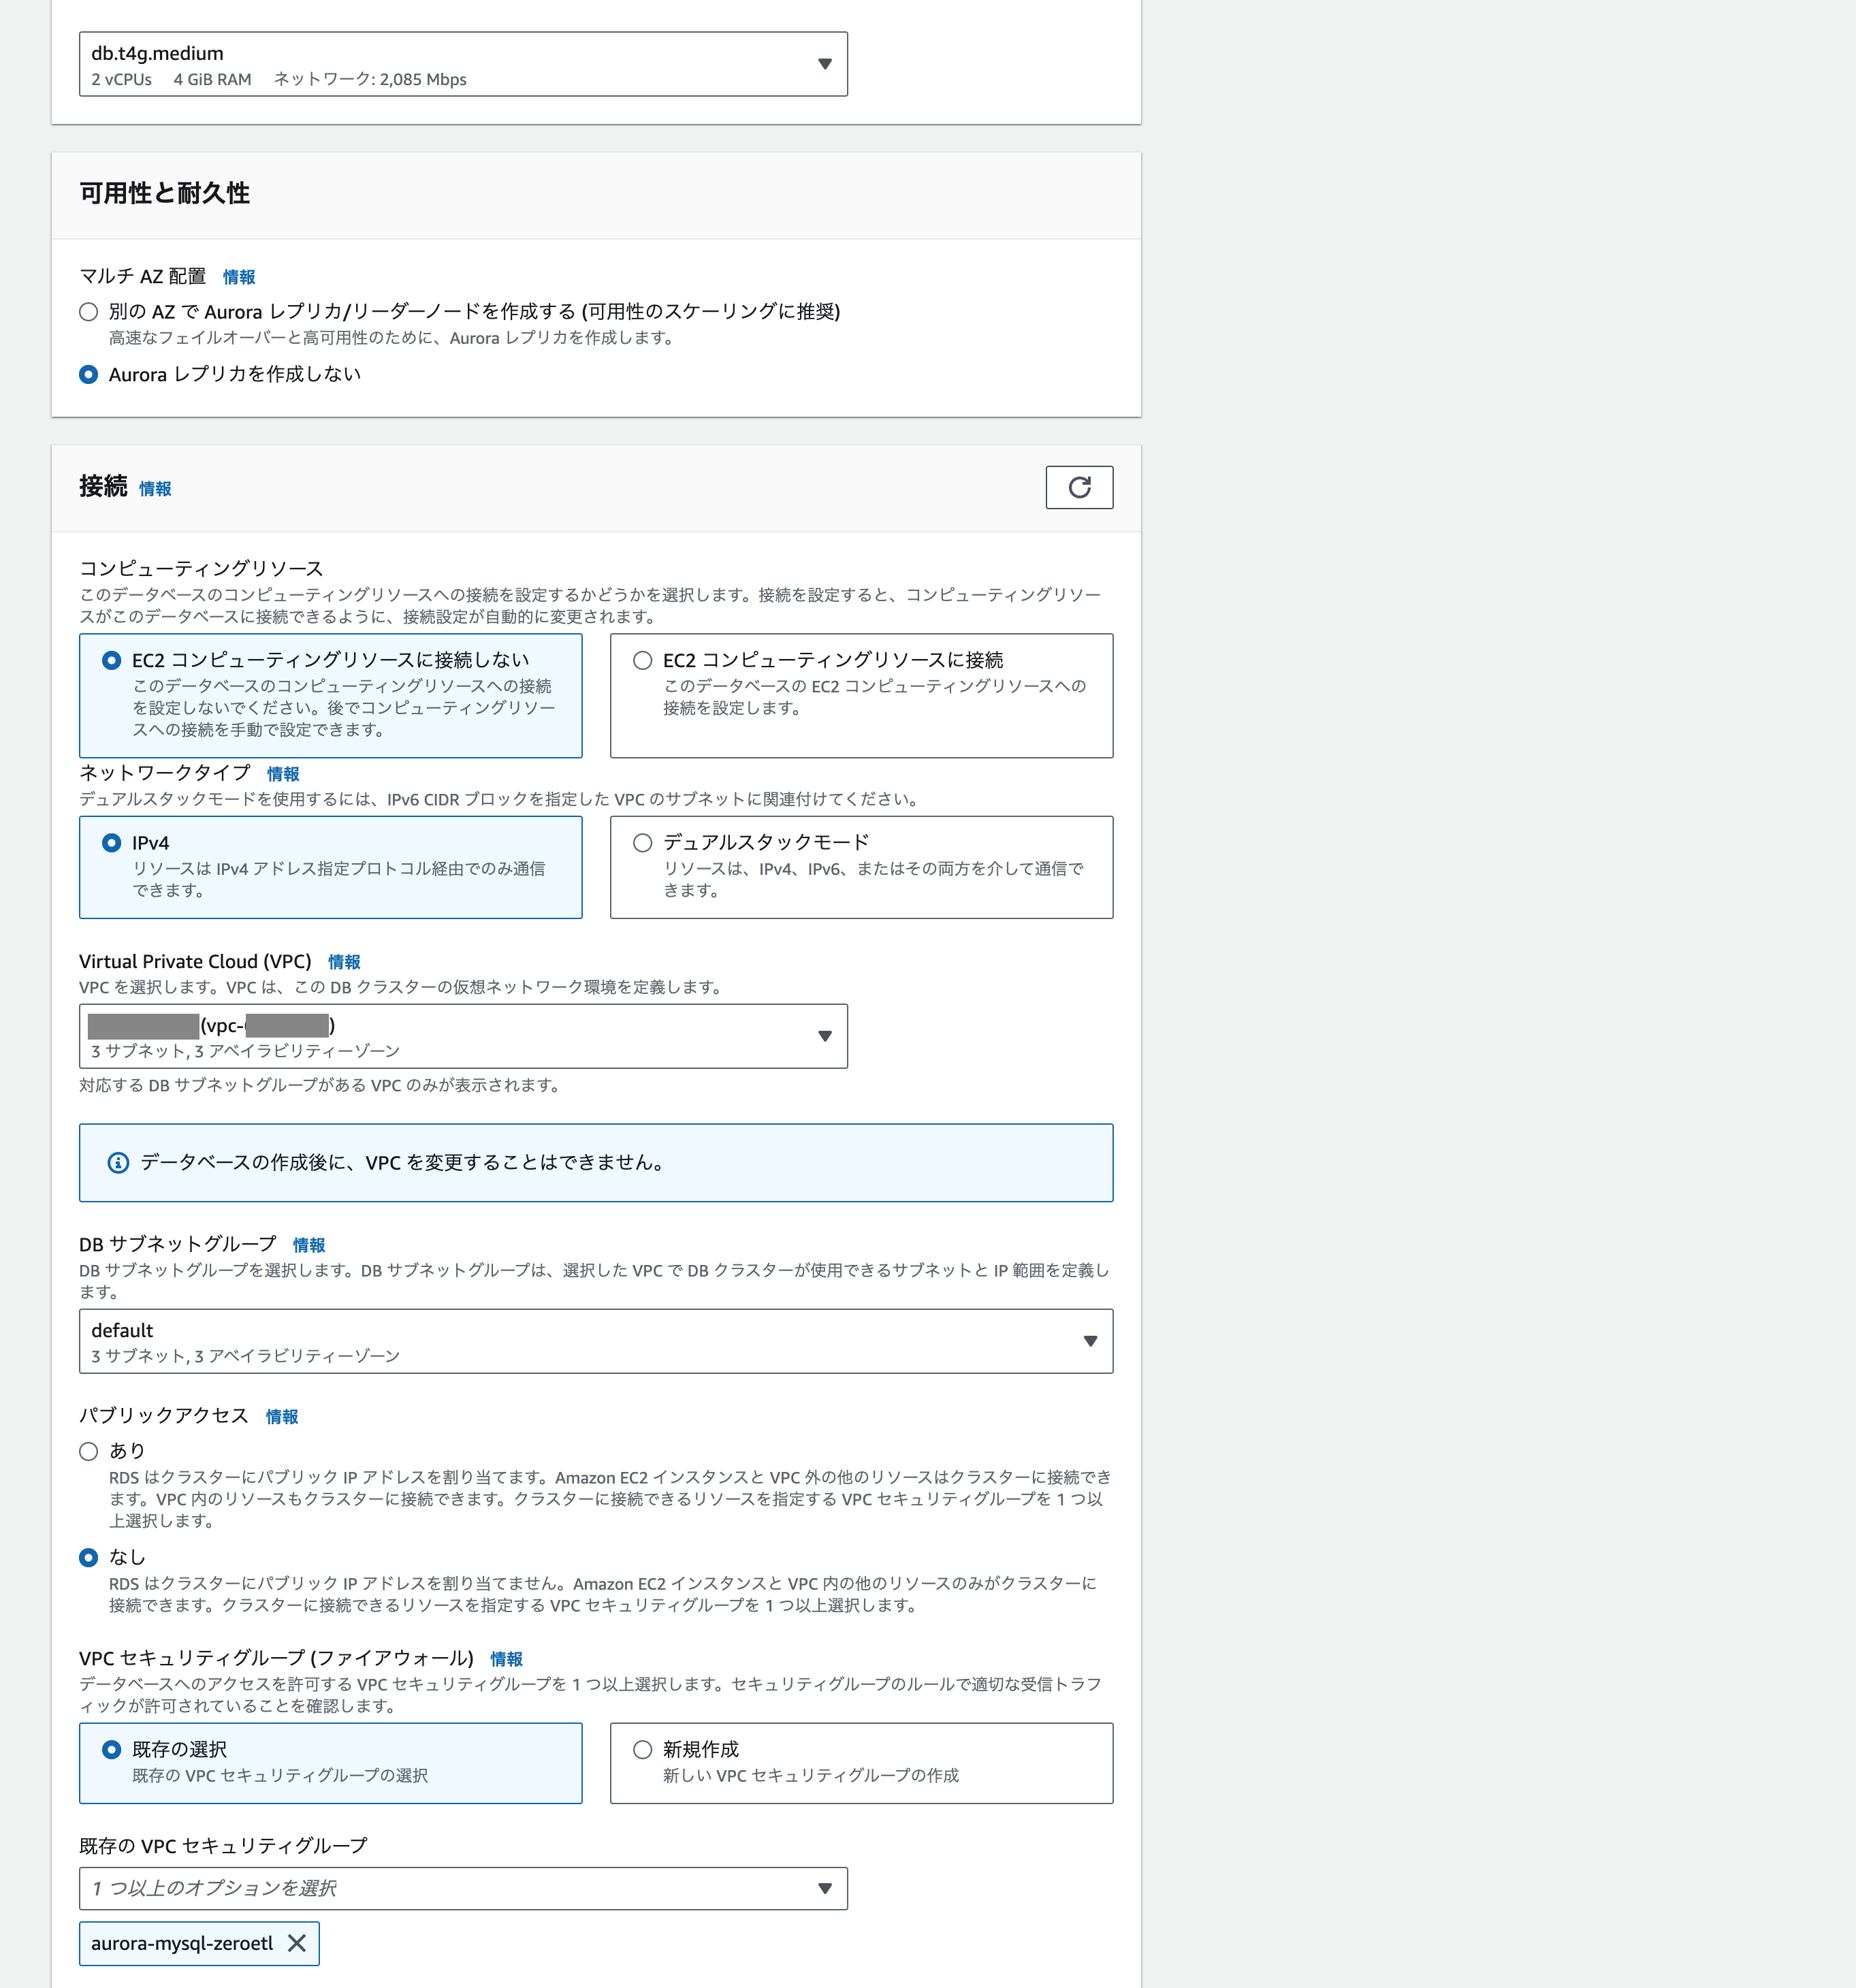 db.t4g.medium
2 vCPUs 4 GiB RAM ネットワーク: 2,085 Mbps
可用性と耐久性
マルチ AZ 配置 情報
別の AZ で Aurora レプリカ/リーダーノードを作成する (可用性のスケーリングに推奨)
高速なフェイルオーバーと高可用性のために、Aurora レプリカを作成します。
Aurora レプリカを作成しない
接続 情報
コンピューティングリソース
このデータベースのコンピューティングリソースへの接続を設定するかどうかを選択します。接続を設定すると、コンピューティングリソー
スがこのデータベースに接続できるように、接続設定が自動的に変更されます。
EC2 コンピューティングリソースに接続しない
このデータベースのコンピューティングリソースへの接続
を設定しないでください。後でコンピューティングリソー
スへの接続を手動で設定できます。
EC2 コンピューティングリソースに接続
このデータベースの EC2 コンピューティングリソースへの
接続を設定します。
ネットワークタイプ 情報
デュアルスタックモードを使用するには、IPv6 CIDR ブロックを指定した VPC のサブネットに関連付けてください。
IPv4
リソースは IPv4 アドレス指定プロトコル経由でのみ通信
できます。
デュアルスタックモード
リソースは、IPv4、IPv6、またはその両方を介して通信で
きます。
Virtual Private Cloud (VPC) 情報
VPC を選択します。VPC は、この DB クラスターの仮想ネットワーク環境を定義します。
(vpc- )
3 サブネット, 3 アベイラビリティーゾーン
対応する DB サブネットグループがある VPC のみが表示されます。
データベースの作成後に、VPC を変更することはできません。
DB サブネットグループ 情報
DB サブネットグループを選択します。DB サブネットグループは、選択した VPC で DB クラスターが使用できるサブネットと IP 範囲を定義し
ます。
default
3 サブネット, 3 アベイラビリティーゾーン
パブリックアクセス 情報
あり
RDS はクラスターにパブリック IP アドレスを割り当てます。Amazon EC2 インスタンスと VPC 外の他のリソースはクラスターに接続でき
ます。VPC 内のリソースもクラスターに接続できます。クラスターに接続できるリソースを指定する VPC セキュリティグループを 1 つ以
上選択します。
なし
RDS はクラスターにパブリック IP アドレスを割り当てません。Amazon EC2 インスタンスと VPC 内の他のリソースのみがクラスターに
接続できます。クラスターに接続できるリソースを指定する VPC セキュリティグループを 1 つ以上選択します。
VPC セキュリティグループ (ファイアウォール) 情報
データベースへのアクセスを許可する VPC セキュリティグループを 1 つ以上選択します。セキュリティグループのルールで適切な受信トラフ
ィックが許可されていることを確認します。
既存の選択
既存の VPC セキュリティグループの選択
新規作成
新しい VPC セキュリティグループの作成
既存の VPC セキュリティグループ
1 つ以上のオプションを選択
aurora-mysql-zeroetl